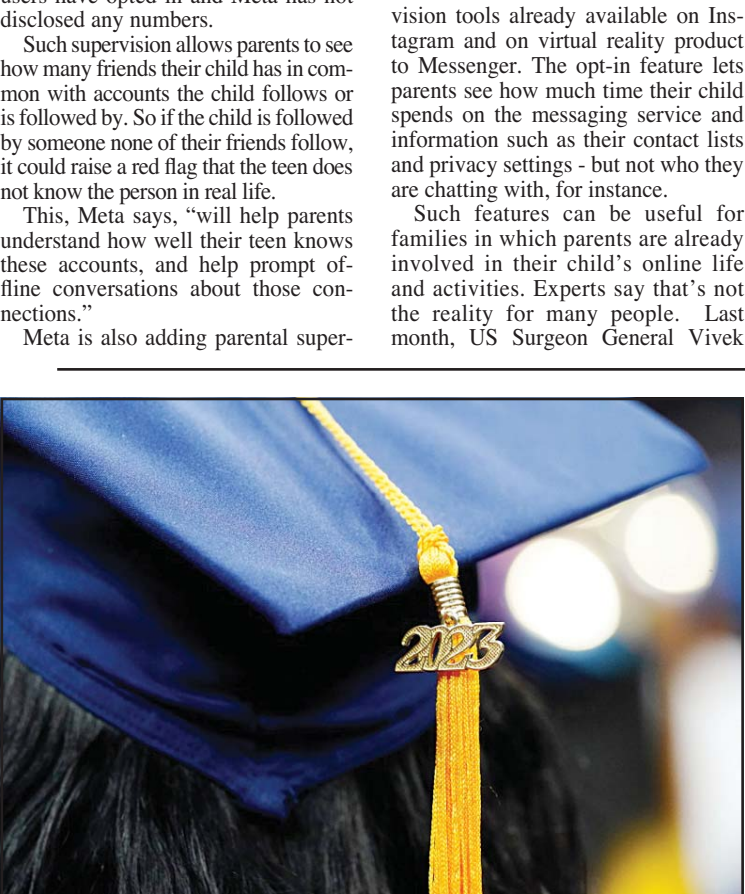 users have opted in and Meta has not
disclosed any numbers.
Such supervision allows parents to see
how many friends their child has in com-
mon with accounts the child follows or
is followed by. So if the child is followed
by someone none of their friends follow,
it could raise a red flag that the teen does
not know the person in real life.
This, Meta says, “will help parents
understand how well their teen knows
these accounts, and help prompt of-
fline conversations about those con-
nections.”
Meta is also adding parental super-
vision tools already available on Ins-
tagram and on virtual reality product
to Messenger. The opt-in feature lets
parents see how much time their child
spends on the messaging service and
information such as their contact lists
and privacy settings - but not who they
are chatting with, for instance.
Such features can be useful for
families in which parents are already
involved in their child’s online life
and activities. Experts say that’s not
the reality for many people. Last
month, US Surgeon General Vivek
2023